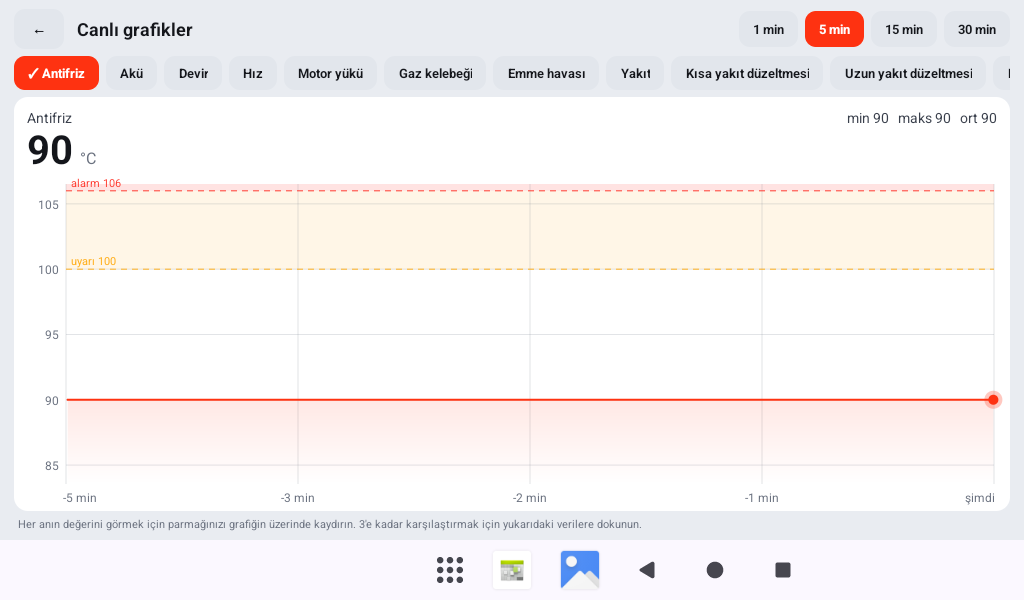 ← Canlı grafikler 1 min 5 min 15 min 30 min
✓ Antifriz Akü Devir Hız Motor yükü Gaz kelebeği Emme havası Yakıt Kısa yakıt düzeltmesi Uzun yakıt düzeltmesi
Antifriz min 90 maks 90 ort 90
90 °C
alarm 106
105
uyarı 100
100
95
90
85
-5 min -3 min -2 min -1 min şimdi
Her anın değerini görmek için parmağınızı grafiğin üzerinde kaydırın. 3'e kadar karşılaştırmak için yukarıdaki verilere dokunun.